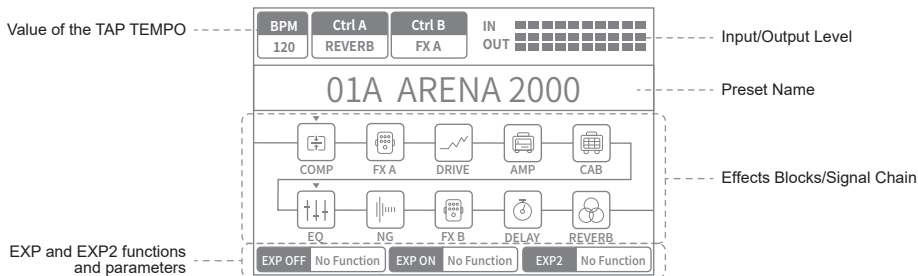 Value of the TAP TEMPO
BPM
120
Ctrl A
REVERB
Ctrl B
FX A
IN
OUT
Input/Output Level
01A ARENA 2000
Preset Name
COMP
FX A
DRIVE
AMP
CAB
Effects Blocks/Signal Chain
EQ
NG
FX B
DELAY
REVERB
EXP and EXP2 functions
and parameters
EXP OFF No Function
EXP ON No Function
EXP2 No Function